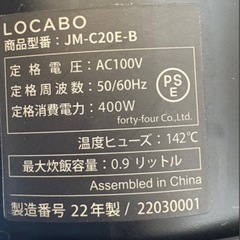 LOCABO
商品型番：JM-C20E-B
定 格 電 圧：AC100V
定 格 周 波 数：50/60Hz
定格消費電力：400W
PS
E
forty-four Co.,Ltd.
温度ヒューズ：142℃
最大炊飯容量：0.9 リットル
Assembled in China
製造番号 22年製 / 22030001